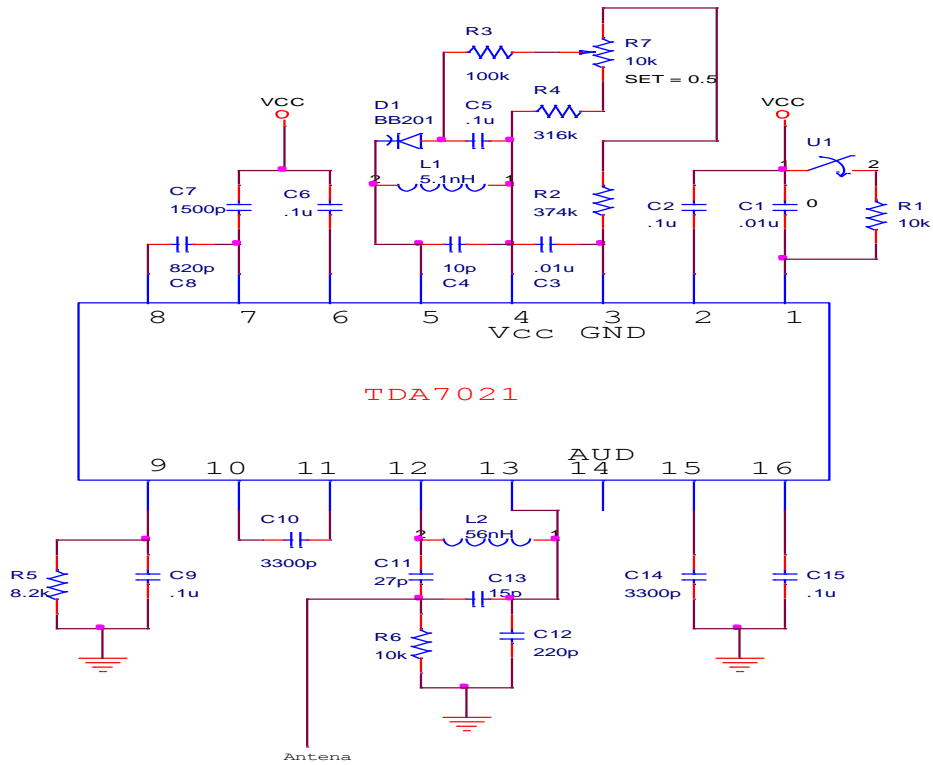 R3
R7
10k
SET = 0.5
100k
R4
316k
VCC
D1
BB201
C5
.1u
VCC
U1
L1
2
5.1nH
1
1
2
C7
1500p
C6
.1u
R2
374k
C2
.1u
C1
.01u
0
R1
10k
820p
C8
10p
C4
.01u
C3
8
7
6
5
4
3
2
1
Vcc GND
TDA7021
AUD
9
10
11
12
13
14
15
16
C10
3300p
L2
2
56nH
1
R5
8.2k
C9
.1u
C11
27p
C13
15p
C14
3300p
C15
.1u
R6
10k
C12
220p
Antena